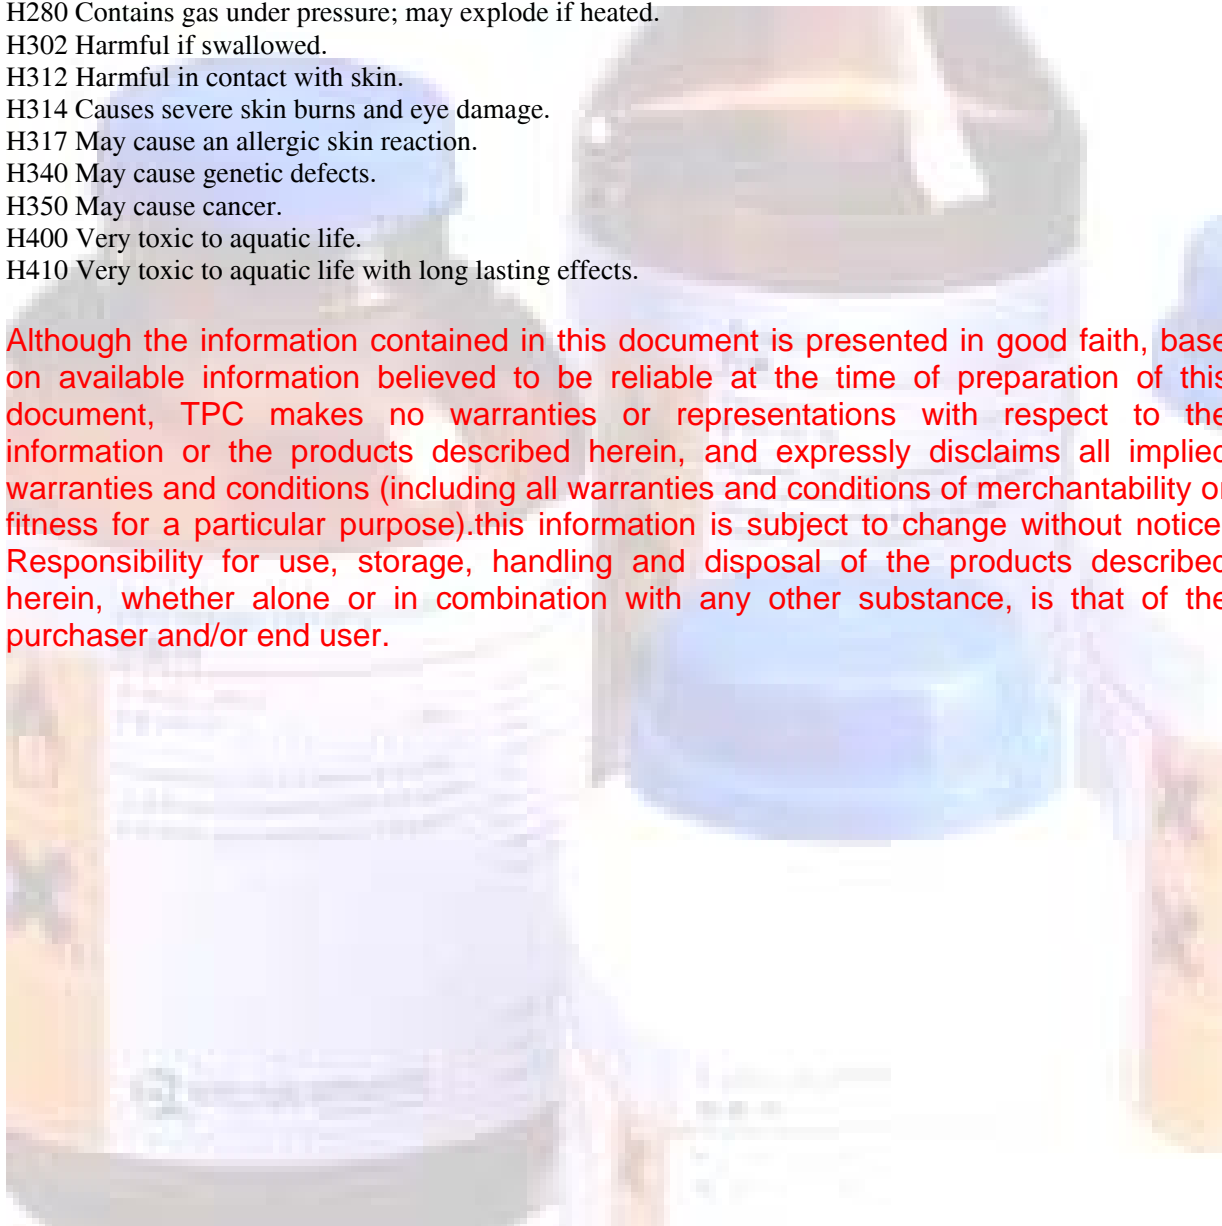 H280 Contains gas under pressure; may explode if heated.
H302 Harmful if swallowed.
H312 Harmful in contact with skin.
H314 Causes severe skin burns and eye damage.
H317 May cause an allergic skin reaction.
H340 May cause genetic defects.
H350 May cause cancer.
H400 Very toxic to aquatic life.
H410 Very toxic to aquatic life with long lasting effects.
Although the information contained in this document is presented in good faith, base
on available information believed to be reliable at the time of preparation of this
document, TPC makes no warranties or representations with respect to the
information or the products described herein, and expressly disclaims all implied
warranties and conditions (including all warranties and conditions of merchantability or
fitness for a particular purpose).this information is subject to change without notice.
Responsibility for use, storage, handling and disposal of the products described
herein, whether alone or in combination with any other substance, is that of the
purchaser and/or end user.